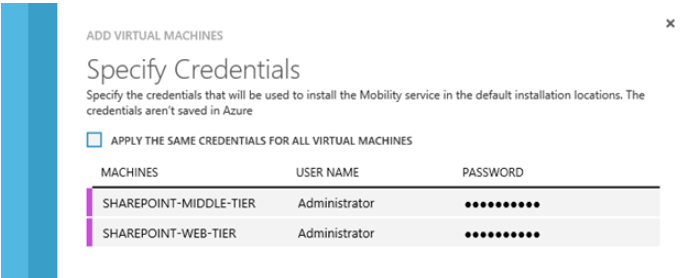 ADD VIRTUAL MACHINES
Specify Credentials
Specify the credentials that will be used to install the Mobility service in the default installation locations. The
credentials aren't saved in Azure
APPLY THE SAME CREDENTIALS FOR ALL VIRTUAL MACHINES
MACHINES USER NAME PASSWORD
SHAREPOINT-MIDDLE-TIER Administrator ●●●●●●●●●●
SHAREPOINT-WEB-TIER Administrator ●●●●●●●●●●